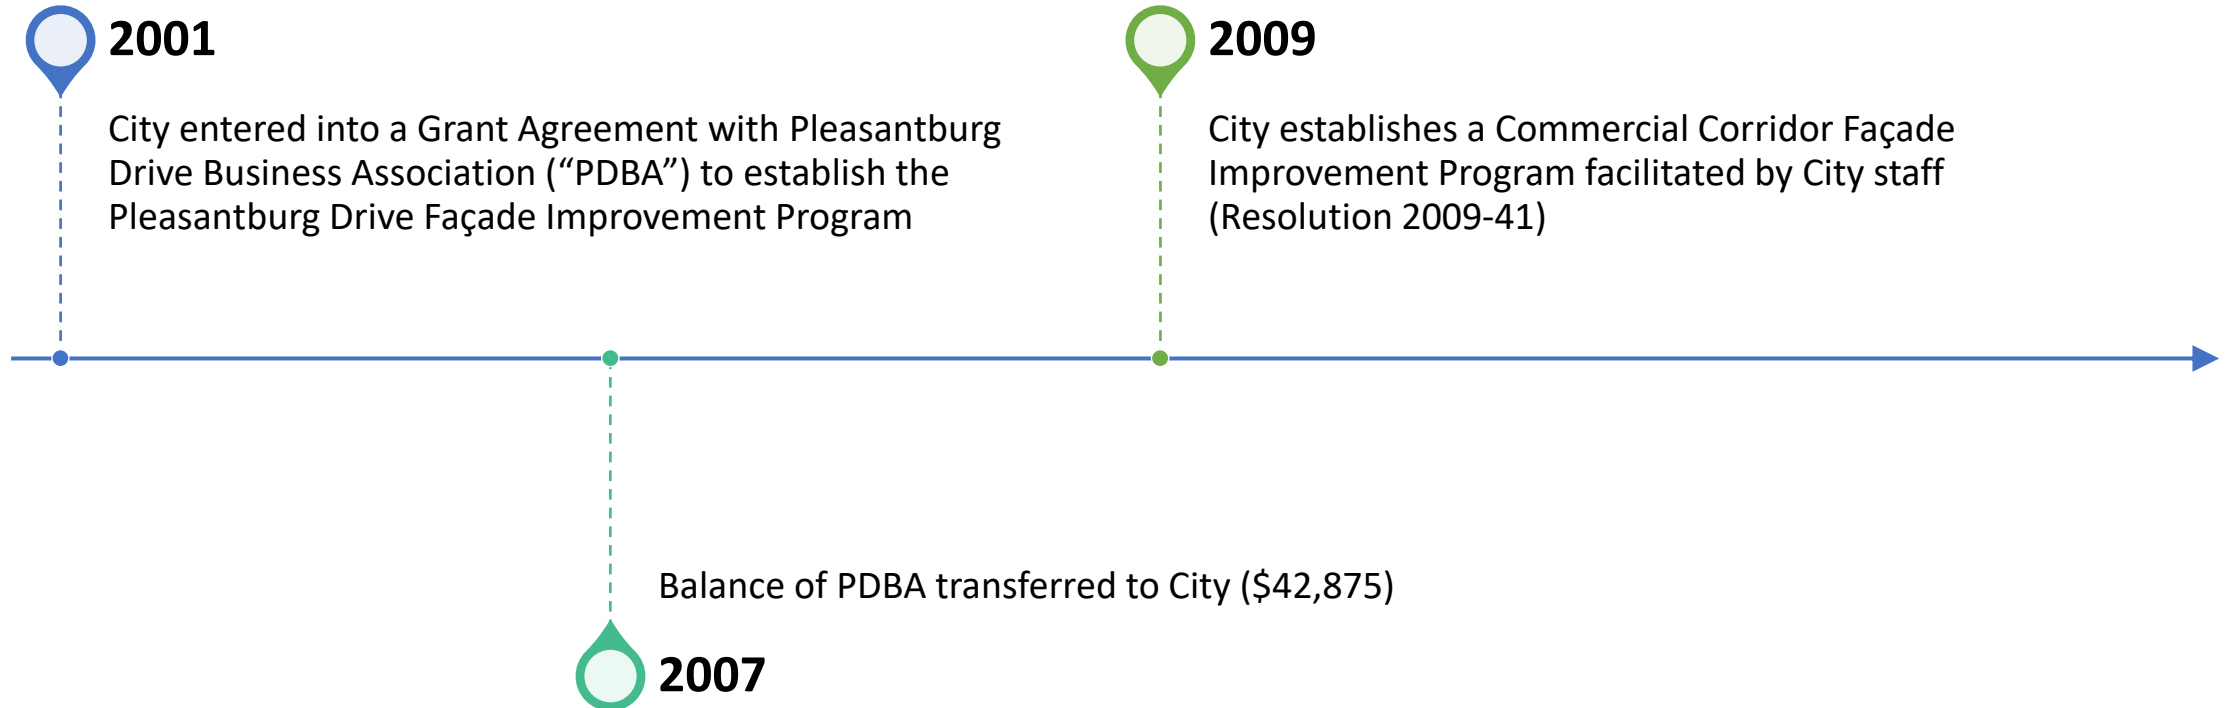 2001
City entered into a Grant Agreement with Pleasantburg
Drive Business Association (“PDBA”) to establish the
Pleasantburg Drive Façade Improvement Program
2009
City establishes a Commercial Corridor Façade
Improvement Program facilitated by City staff
(Resolution 2009-41)
Balance of PDBA transferred to City ($42,875)
2007